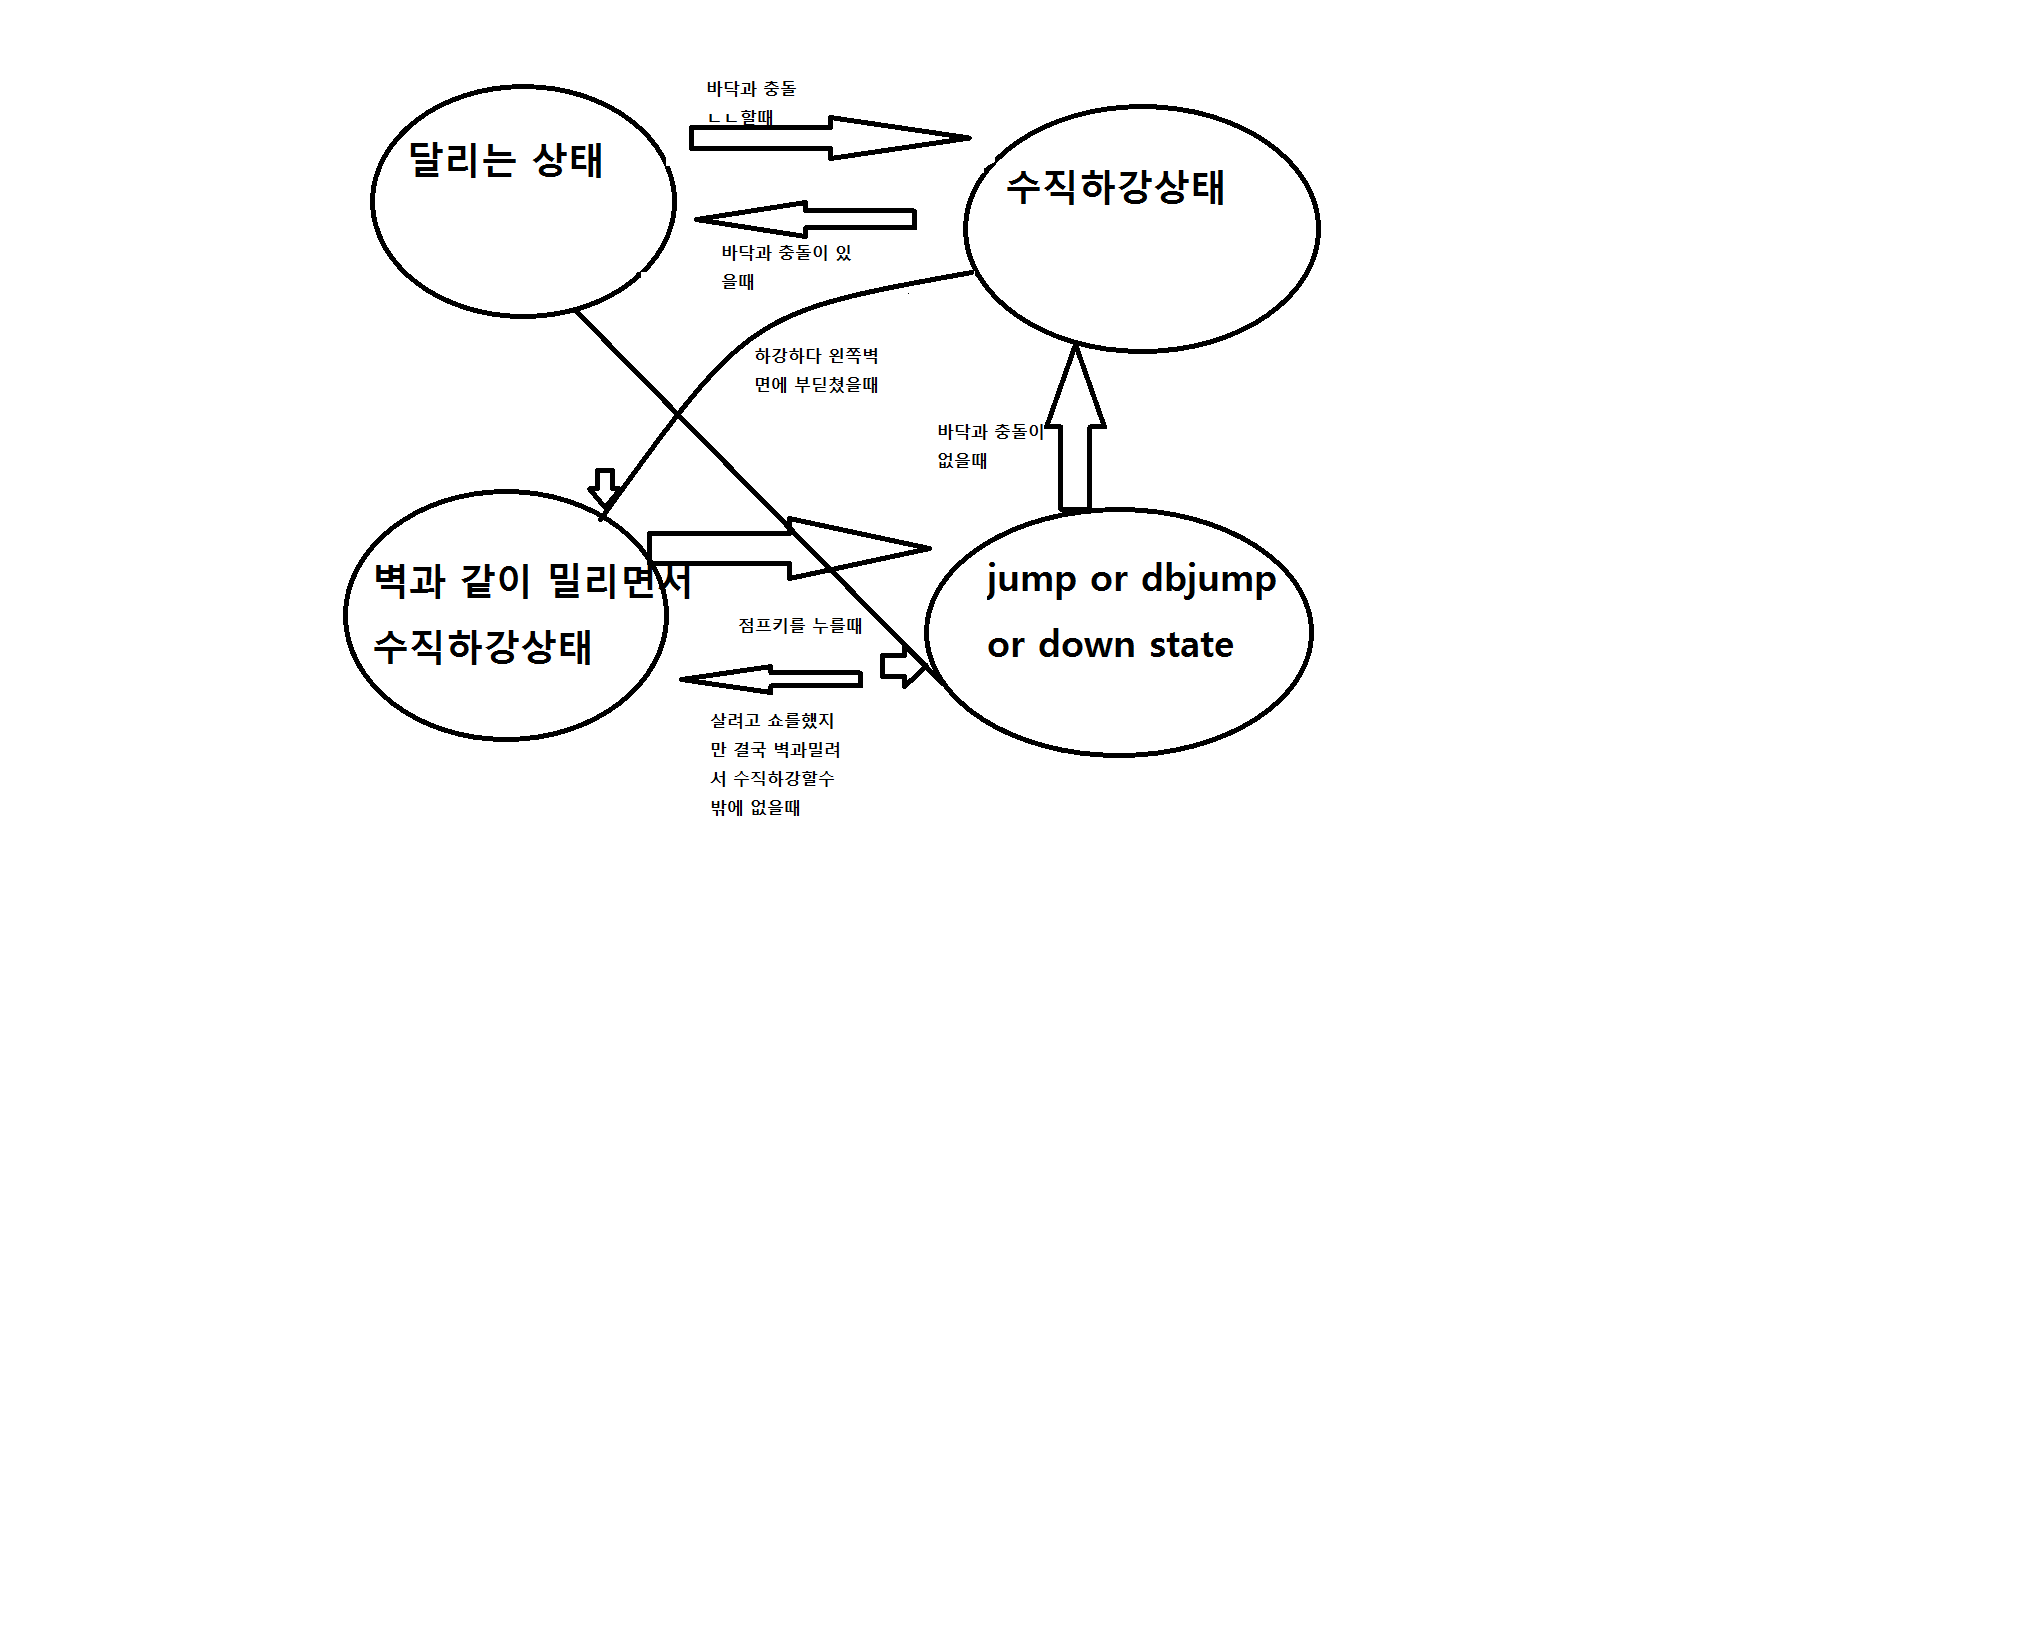 바닥과 충돌
ㄴㄴ할때
달리는 상태
수직하강상태
바닥과 충돌이 있
을때
하강하다 왼쪽벽
면에 부딛쳤을때
바닥과 충돌이
없을때
벽과 같이 밀리면서
수직하강상태
jump or dbjump
or down state
점프키를 누를때
살려고 쇼를했지
만 결국 벽과밀려
서 수직하강할수
밖에 없을때